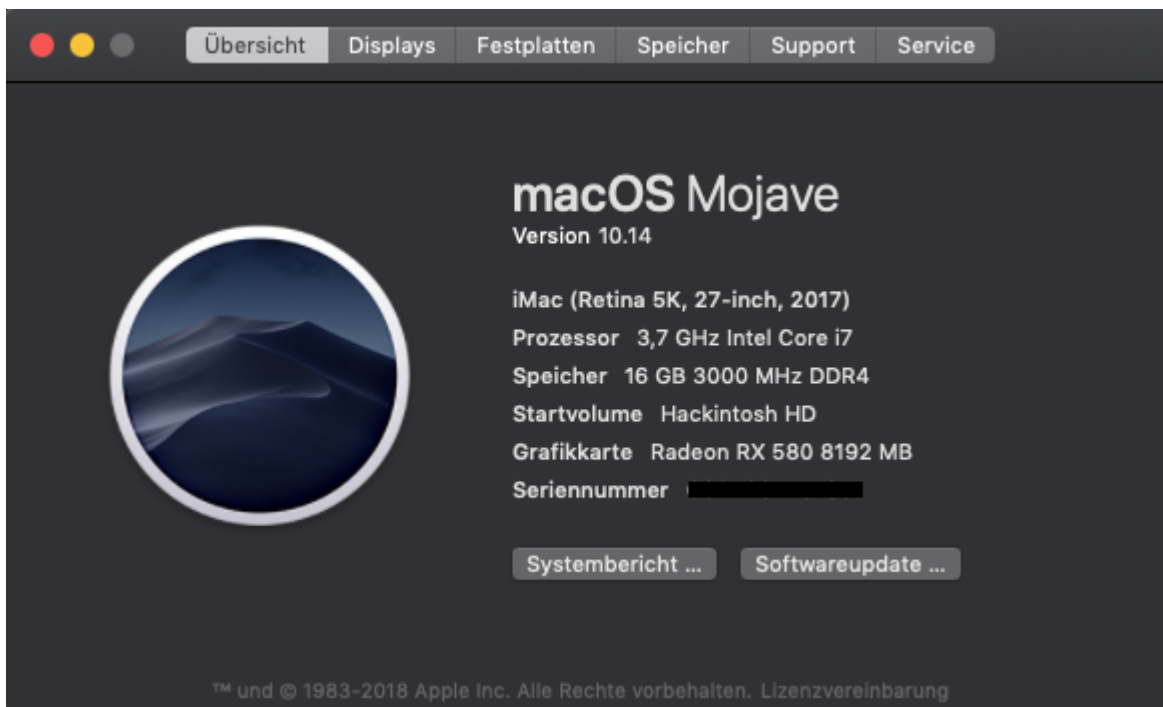 Übersicht Displays Festplatten Speicher Support Service
macOS Mojave
Version 10.14
iMac (Retina 5K, 27-inch, 2017)
Prozessor 3,7 GHz Intel Core i7
Speicher 16 GB 3000 MHz DDR4
Startvolume Hackintosh HD
Grafikkarte Radeon RX 580 8192 MB
Seriennummer
Systembericht ... Softwareupdate ...
™ und © 1983-2018 Apple Inc. Alle Rechte vorbehalten. Lizenzvereinbarung